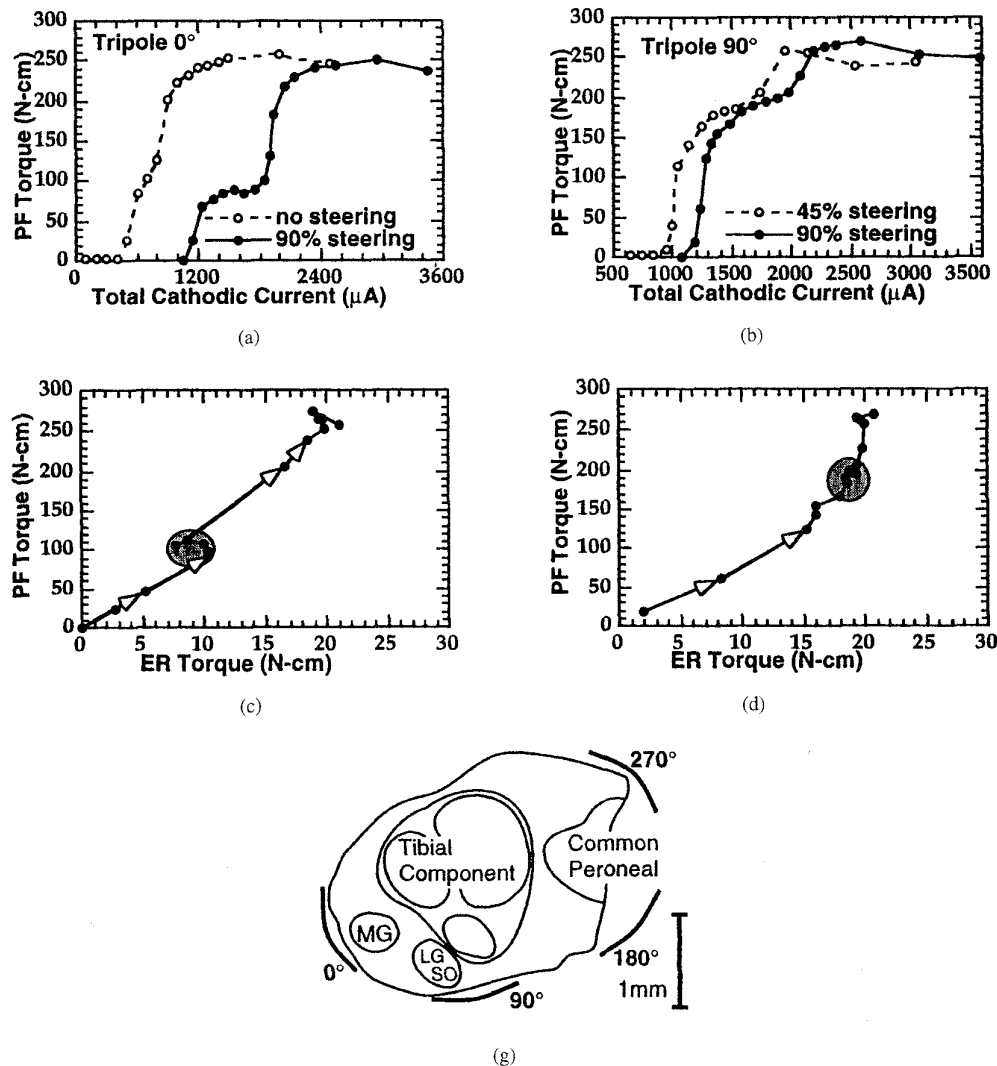 300
250
200
150
100
50
0
PF Torque (N-cm)
Tripole 0°
no steering
90% steering
0
1200
2400
3600
Total Cathodic Current (µA)
(a)
300
250
200
150
100
50
0
PF Torque (N-cm)
Tripole 90°
45% steering
90% steering
500
1000
1500
2000
2500
3000
3500
Total Cathodic Current (µA)
(b)
300
250
200
150
100
50
0
PF Torque (N-cm)
0
5
10
15
20
25
30
ER Torque (N-cm)
(c)
300
250
200
150
100
50
0
PF Torque (N-cm)
0
5
10
15
20
25
30
ER Torque (N-cm)
(d)
270°
Tibial
Component
Common
Peroneal
MG
LG
SO
0°
90°
180°
1mm
(g)